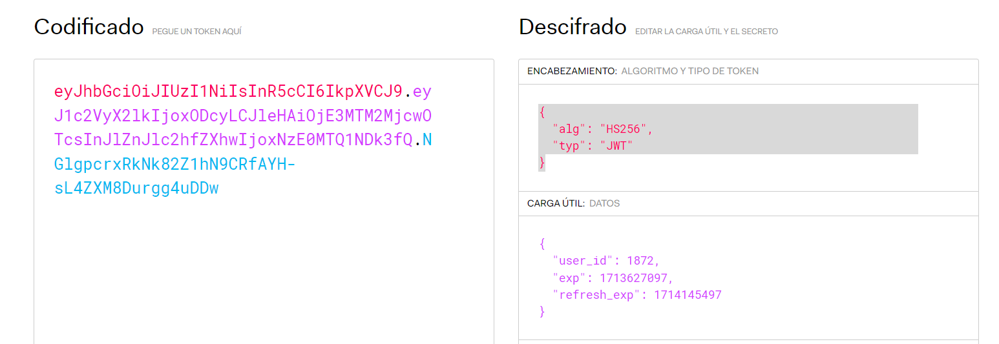 Codificado PEGUE UN TOKEN AQUÍ
eyJhbGciOiJIUzI1NiIsInR5cCI6IkpXVCJ9.ey
J1c2VyX2lkIjoxODcyLCJleHAiOjE3MTM2MjcwO
TcsInJlZnJlc2hfZXhwIjoxNzE0MTQ1NDk3fQ.N
GlgpcrxRkNk82Z1hN9CRfAYH-
sL4ZXM8Durgg4uDDw
Descifrado EDITAR LA CARGA ÚTIL Y EL SECRETO
ENCABEZAMIENTO: ALGORITMO Y TIPO DE TOKEN
{
"alg": "HS256",
"typ": "JWT"
}
CARGA ÚTIL: DATOS
{
"user_id": 1872,
"exp": 1713627097,
"refresh_exp": 1714145497
}